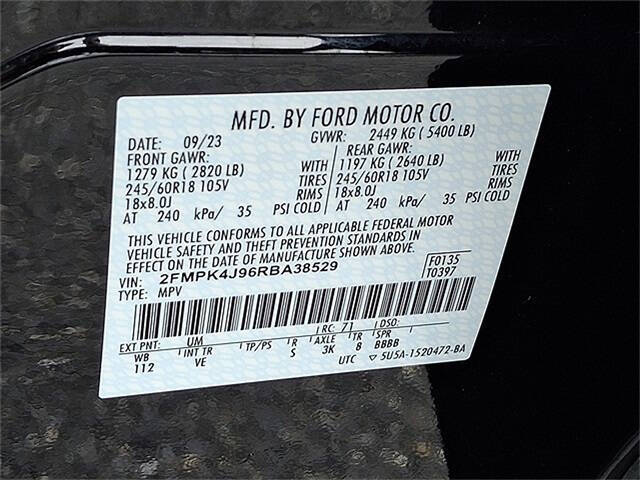 MFD. BY FORD MOTOR CO.
DATE: 09/23 GVWR: 2449 KG ( 5400 LB)
FRONT GAWR: REAR GAWR:
1279 KG ( 2820 LB) WITH 1197 KG ( 2640 LB) WITH
245/60R18 105V TIRES 245/60R18 105V TIRES
18x8.0J RIMS 18x8.0J RIMS
AT 240 kPa/ 35 PSI COLD AT 240 kPa/ 35 PSI COLD
THIS VEHICLE CONFORMS TO ALL APPLICABLE FEDERAL MOTOR
VEHICLE SAFETY AND THEFT PREVENTION STANDARDS IN
EFFECT ON THE DATE OF MANUFACTURE SHOWN ABOVE.
VIN: 2FMPK4J96RBA38529 F0135
TYPE: MPV T0397
EXT PNT: UM RC: 71 DSO:
WB INT TR TP/PS R AXLE TR SPR
112 VE S 3K 8 BBBB
UTC ▽5U5A-1520472-BA